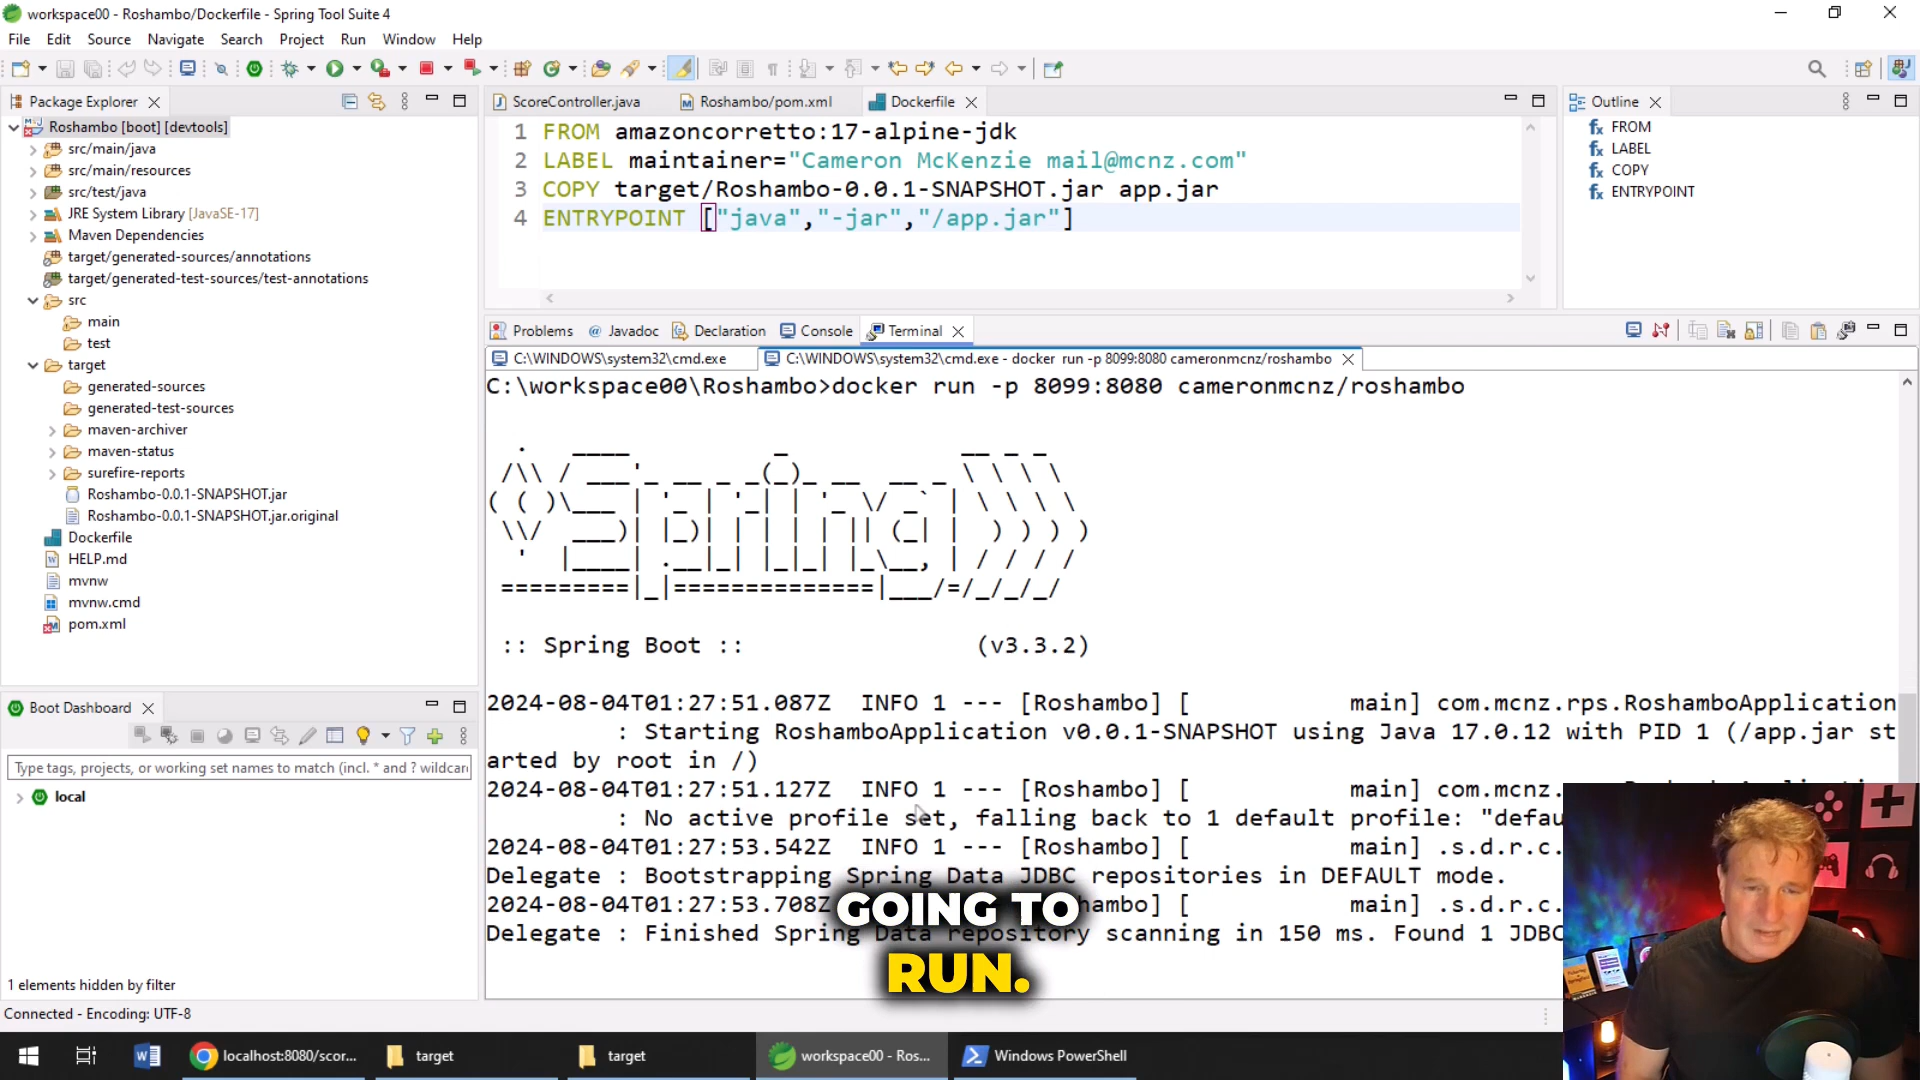 workspace00 - Roshambo/Dockerfile - Spring Tool Suite 4
File Edit Source Navigate Search Project Run Window Help
Package Explorer
Roshambo [boot] [devtools]
src/main/java
src/main/resources
src/test/java
JRE System Library [JavaSE-17]
Maven Dependencies
target/generated-sources/annotations
target/generated-test-sources/test-annotations
src
main
test
target
generated-sources
generated-test-sources
maven-archiver
maven-status
surefire-reports
Roshambo-0.0.1-SNAPSHOT.jar
Roshambo-0.0.1-SNAPSHOT.jar.original
Dockerfile
HELP.md
mvnw
mvnw.cmd
pom.xml
ScoreController.java Roshambo/pom.xml Dockerfile
1 FROM amazoncorretto:17-alpine-jdk
2 LABEL maintainer="Cameron McKenzie mail@mcnz.com"
3 COPY target/Roshambo-0.0.1-SNAPSHOT.jar app.jar
4 ENTRYPOINT ["java","-jar","/app.jar"]
Outline
FROM
LABEL
COPY
ENTRYPOINT
Problems Javadoc Declaration Console Terminal
C:\WINDOWS\system32\cmd.exe C:\WINDOWS\system32\cmd.exe - docker run -p 8099:8080 cameronmcnz/roshambo
C:\workspace00\Roshambo>docker run -p 8099:8080 cameronmcnz/roshambo
Spring
:: Spring Boot :: (v3.3.2)
2024-08-04T01:27:51.087Z INFO 1 --- [Roshambo] [ main] com.mcnz.rps.RoshamboApplication
: Starting RoshamboApplication v0.0.1-SNAPSHOT using Java 17.0.12 with PID 1 (/app.jar st
arted by root in /)
2024-08-04T01:27:51.127Z INFO 1 --- [Roshambo] [ main] com.mcnz.
: No active profile set, falling back to 1 default profile: "defau
2024-08-04T01:27:53.542Z INFO 1 --- [Roshambo] [ main] .s.d.r.c.
Delegate : Bootstrapping Spring Data JDBC repositories in DEFAULT mode.
2024-08-04T01:27:53.708Z main] .s.d.r.c.
Delegate : Finished Spring Data repository scanning in 150 ms. Found 1 JDBC
GOING TO
RUN.
Boot Dashboard
Type tags, projects, or working set names to match (incl. * and ? wildcar
local
1 elements hidden by filter
Connected - Encoding: UTF-8
localhost:8080/scor... target target workspace00 - Ros... Windows PowerShell